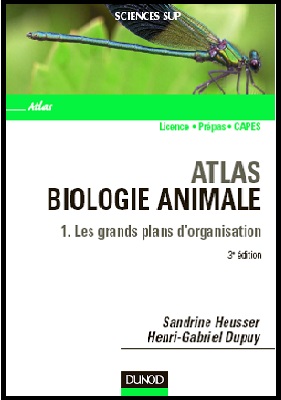 SCIENCES SUP
Atlas
Licence • Prépas • CAPES
ATLAS
BIOLOGIE ANIMALE
1. Les grands plans d'organisation
3e édition
Sandrine Heusser
Henri-Gabriel Dupuy
DUNOD